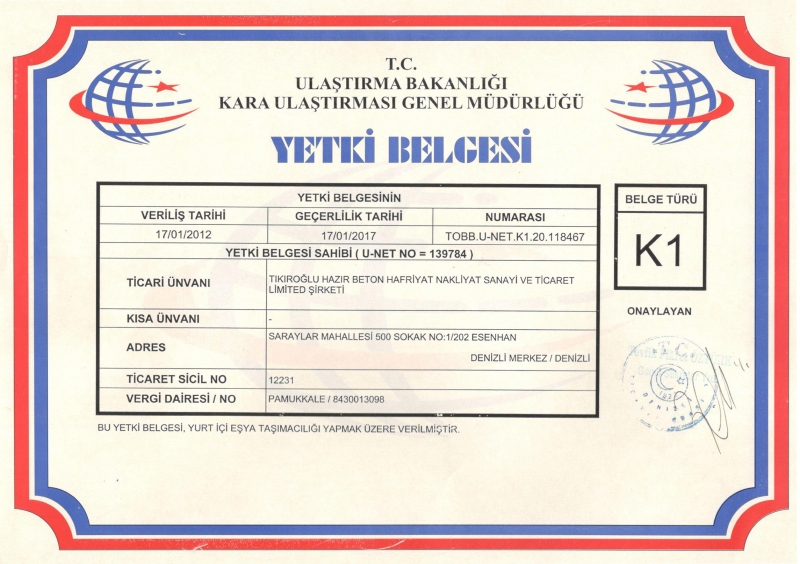 T.C.
ULAŞTIRMA BAKANLIĞI
KARA ULAŞTIRMASI GENEL MÜDÜRLÜĞÜ
YETKİ BELGESİ
YETKİ BELGESİNİN
VERİLİŞ TARİHİ GEÇERLİLİK TARİHİ NUMARASI
17/01/2012 17/01/2017 TOBB.U-NET.K1.20.118467
YETKİ BELGESİ SAHİBİ ( U-NET NO = 139784 )
TİCARİ ÜNVANI TIKIROĞLU HAZIR BETON HAFRİYAT NAKLİYAT SANAYİ VE TİCARET
LİMİTED ŞİRKETİ
KISA ÜNVANI -
ADRES SARAYLAR MAHALLESİ 500 SOKAK NO:1/202 ESENHAN
DENİZLİ MERKEZ / DENİZLİ
TİCARET SİCİL NO 12231
VERGİ DAİRESİ / NO PAMUKKALE / 8430013098
BELGE TÜRÜ
K1
ONAYLAYAN
T.C.
BU YETKİ BELGESİ, YURT İÇİ EŞYA TAŞIMACILIĞI YAPMAK ÜZERE VERİLMİŞTİR.